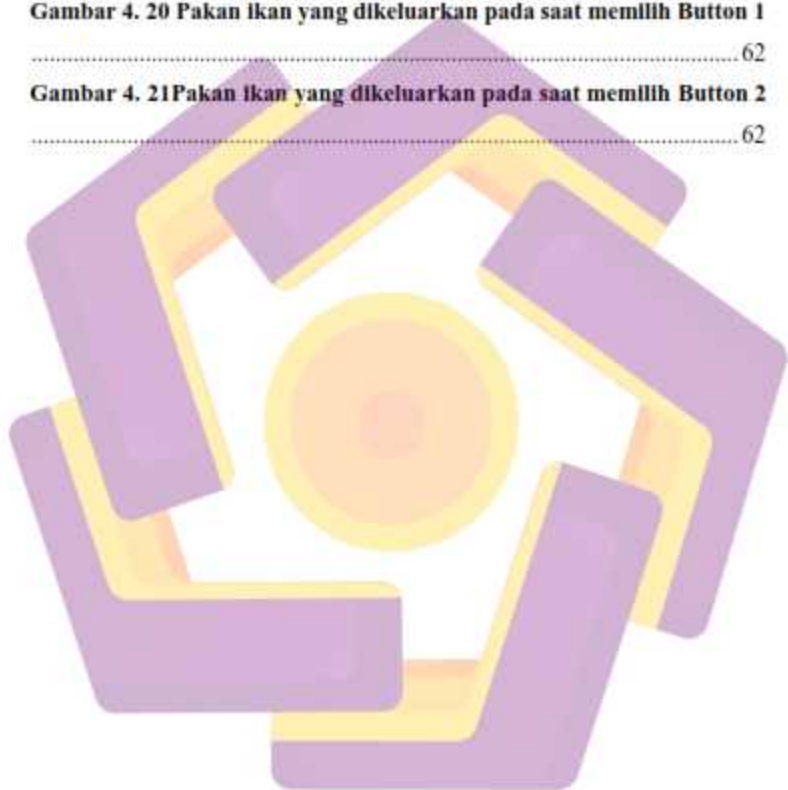 Gambar 4. 20 Pakan ikan yang dikeluarkan pada saat memilih Button 1
........................................................................................................................................ 62
Gambar 4. 21Pakan ikan yang dikeluarkan pada saat memilih Button 2
........................................................................................................................................ 62